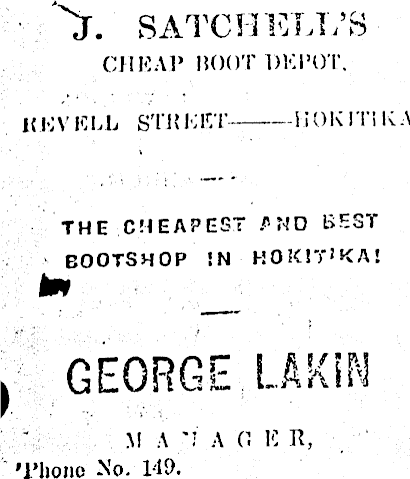 J. SATCHELL'S
CHEAP BOOT DEPOT,
REVELL STREET———HOKITIKA
THE CHEAPEST AND BEST
BOOTSHOP IN HOKITIKA!
GEORGE LAKIN
MANAGER,
'Phone No. 149.